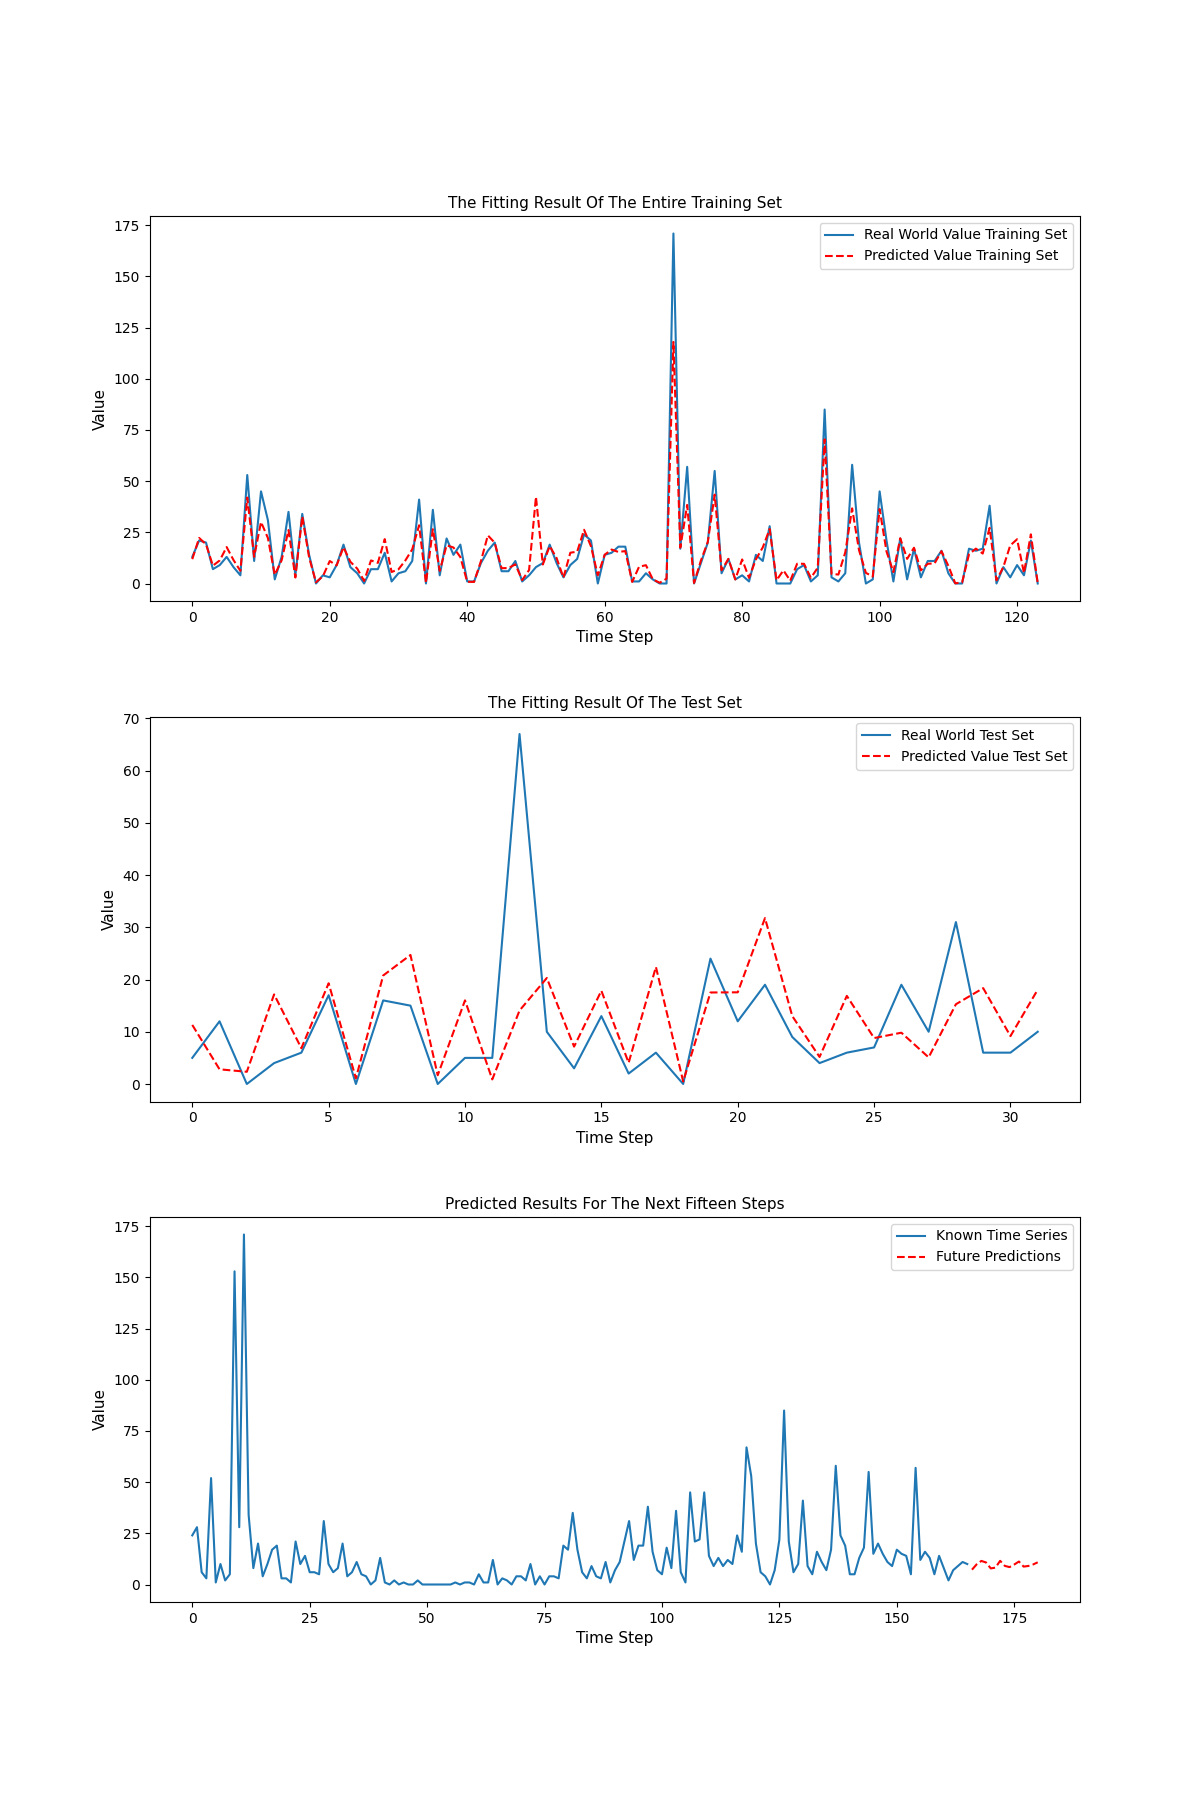 The Fitting Result Of The Entire Training Set
175
150
125
100
75
50
25
0
Value
Real World Value Training Set
Predicted Value Training Set
0 20 40 60 80 100 120
Time Step
The Fitting Result Of The Test Set
70
60
50
40
30
20
10
0
Value
Real World Test Set
Predicted Value Test Set
0 5 10 15 20 25 30
Time Step
Predicted Results For The Next Fifteen Steps
175
150
125
100
75
50
25
0
Value
Known Time Series
Future Predictions
0 25 50 75 100 125 150 175
Time Step